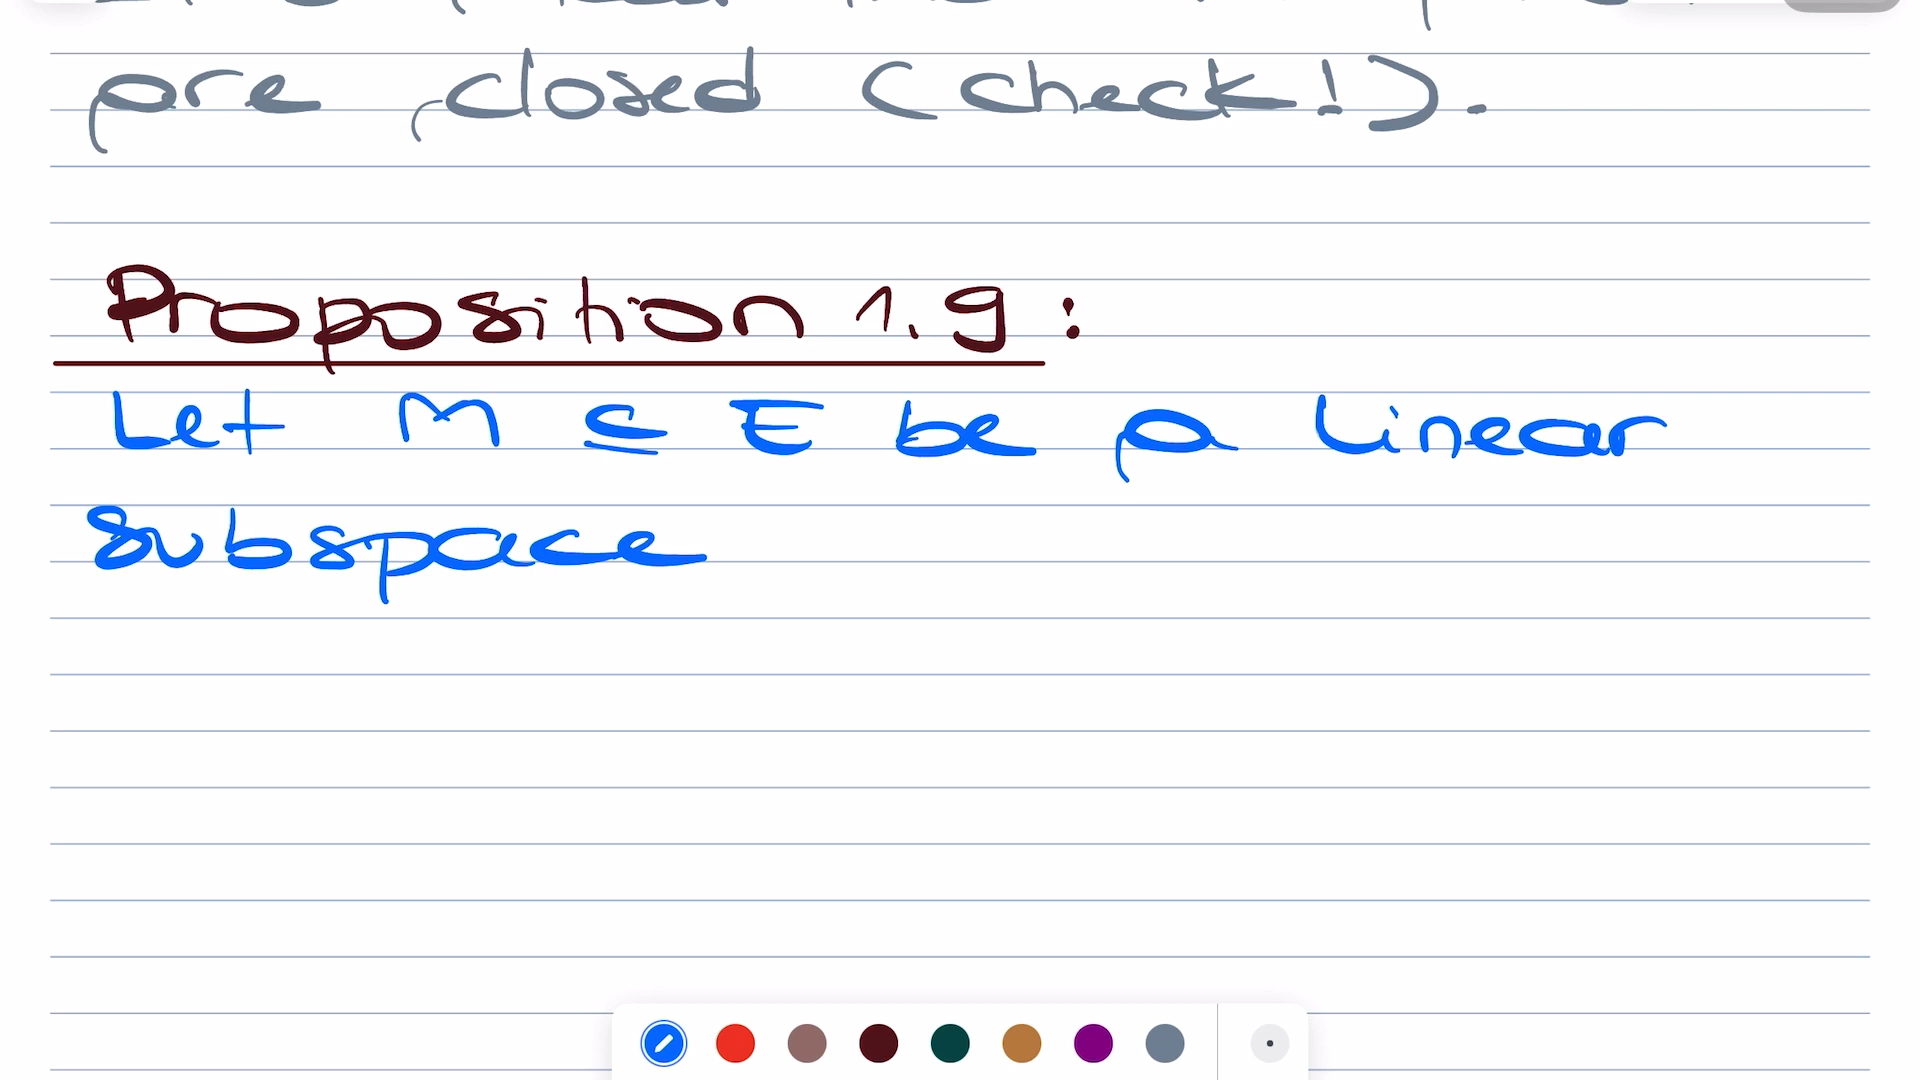 are closed (check!).
Proposition 1.9:
Let M ⊆ E be a linear
subspace